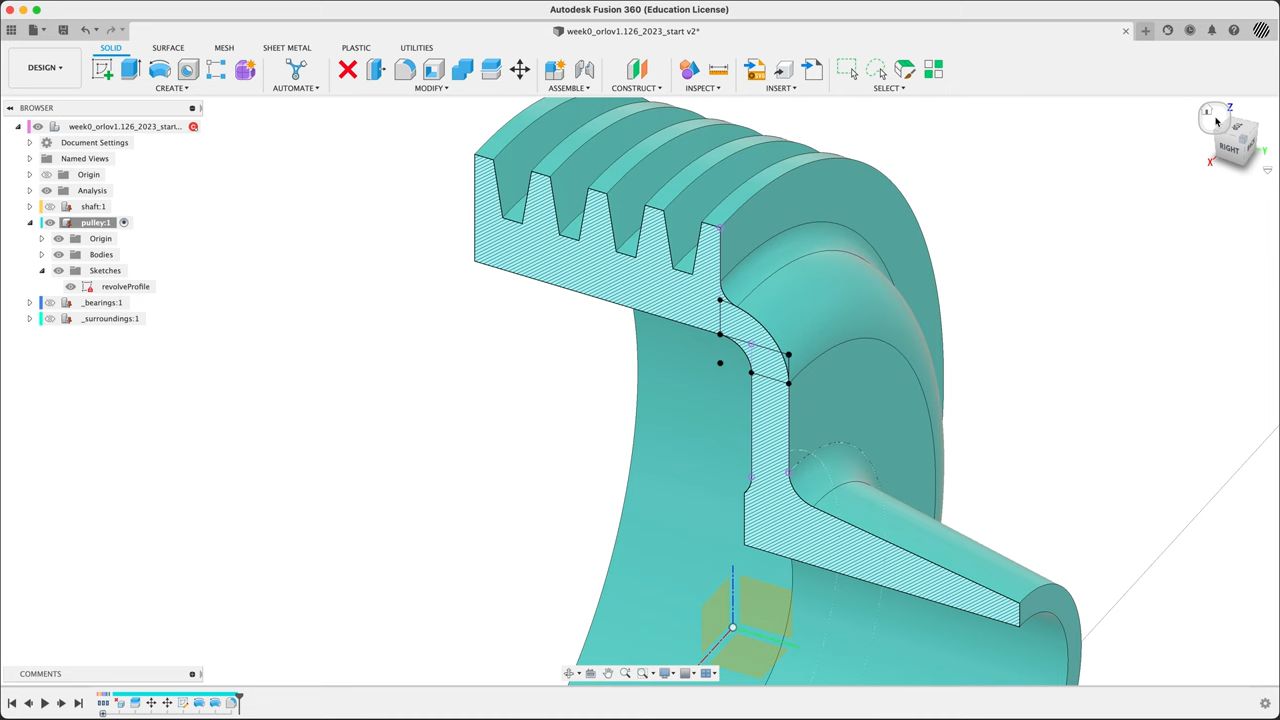 Autodesk Fusion 360 (Education License)
week0_orlov1.126_2023_start v2*
SOLID SURFACE MESH SHEET METAL PLASTIC UTILITIES
DESIGN
CREATE AUTOMATE MODIFY ASSEMBLE CONSTRUCT INSPECT INSERT SELECT
BROWSER
week0_orlov1.126_2023_start...
Document Settings
Named Views
Origin
Analysis
shaft:1
pulley:1
Origin
Bodies
Sketches
revolveProfile
_bearings:1
_surroundings:1
Z
RIGHT
Y
X
COMMENTS